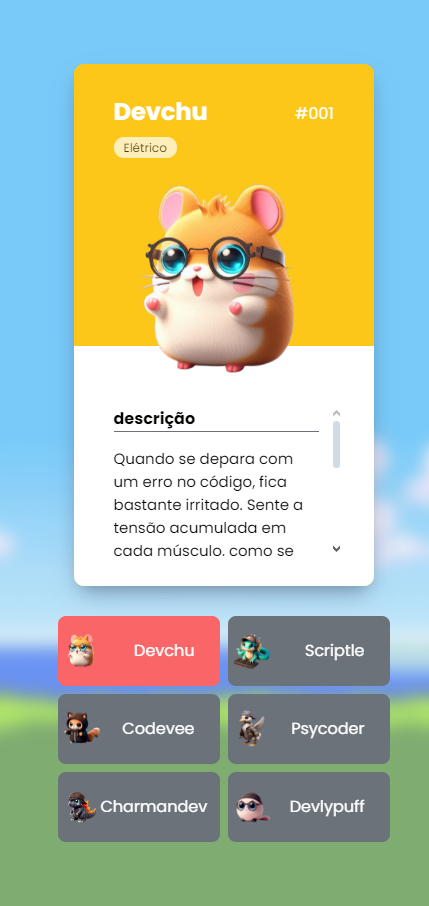 Devchu
#001
Elétrico
descrição
Quando se depara com
um erro no código, fica
bastante irritado. Sente a
tensão acumulada em
cada músculo. como se
Devchu
Scriptle
Codevee
Psycoder
Charmandev
Devlypuff